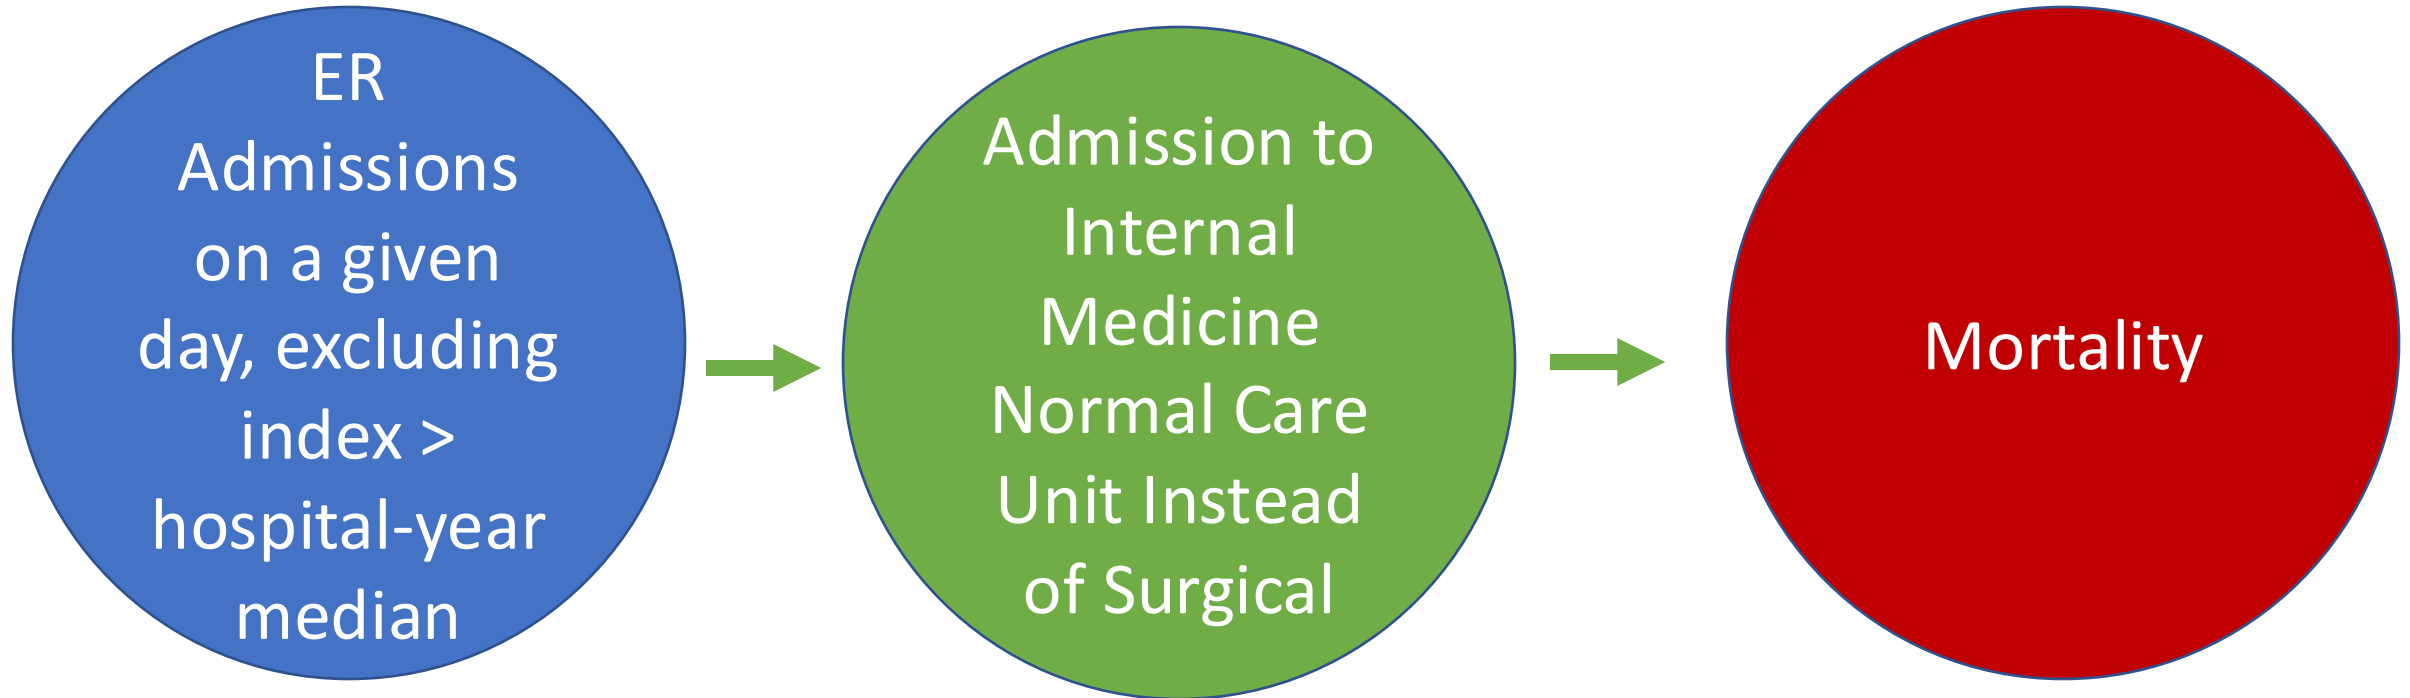 ER
Admissions
on a given
day, excluding
index >
hospital-year
median
Admission to
Internal
Medicine
Normal Care
Unit Instead
of Surgical
Mortality